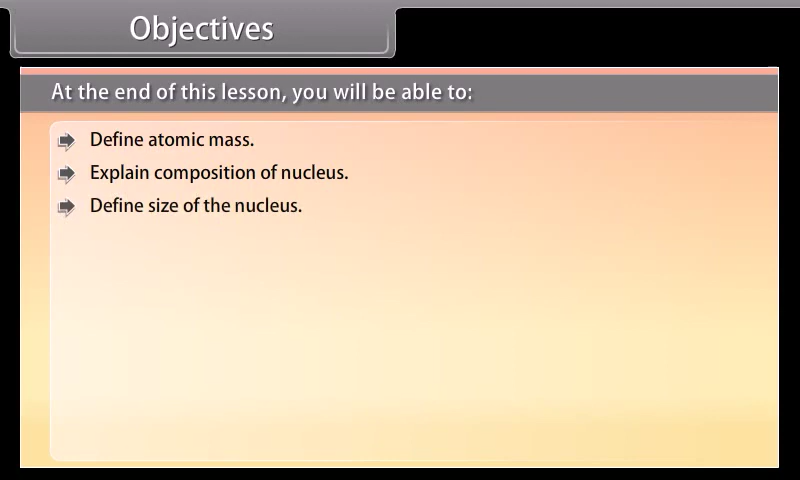 Objectives
At the end of this lesson, you will be able to:
Define atomic mass.
Explain composition of nucleus.
Define size of the nucleus.